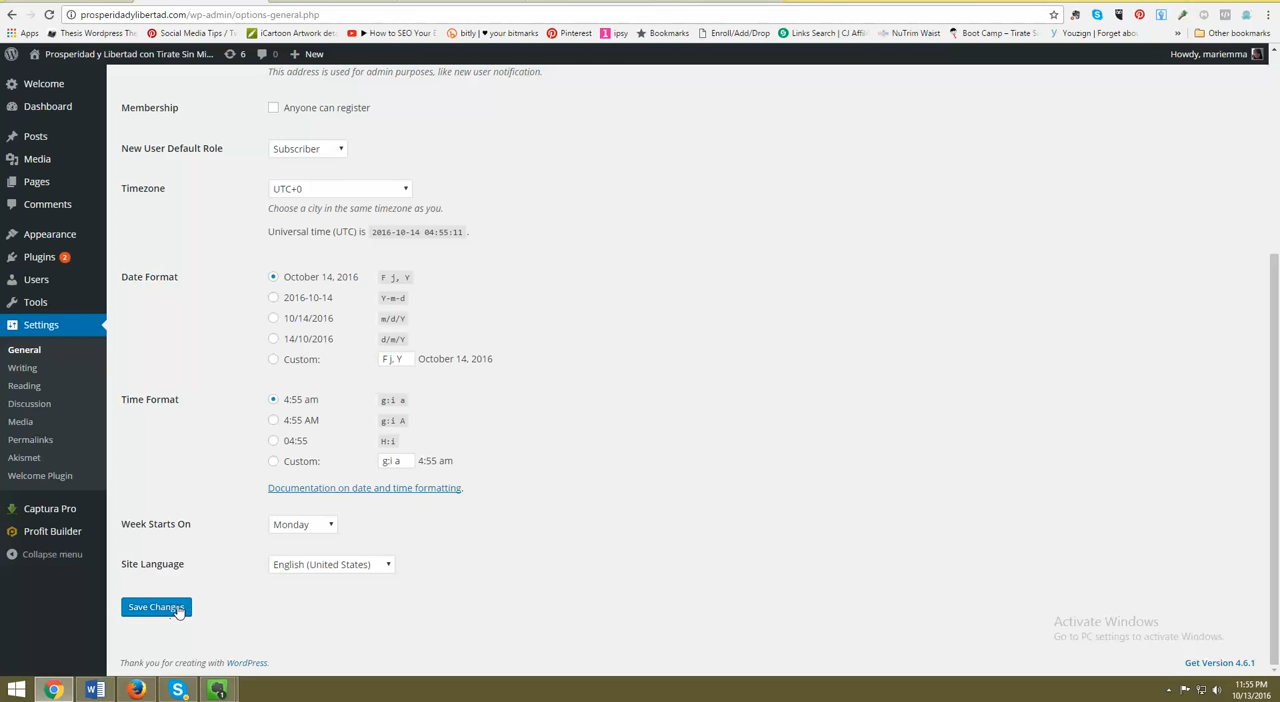 prosperidadylibertad.com/wp-admin/options-general.php
Apps Thesis Wordpress The Social Media Tips / T iCartoon Artwork det How to SEO Your E bitly | ♥ your bitmarks Pinterest ipsy Bookmarks Enroll/Add/Drop Links Search | CJ Affil NuTrim Waist Boot Camp – Tirate S Youzign | Forget abou » Other bookmarks
Prosperidad y Libertad con Tirate Sin Mi... 6 0 New Howdy, mariemma
This address is used for admin purposes, like new user notification.
Welcome
Dashboard
Posts
Media
Pages
Comments
Appearance
Plugins 2
Users
Tools
Settings
General
Writing
Reading
Discussion
Media
Permalinks
Akismet
Welcome Plugin
Captura Pro
Profit Builder
Collapse menu
Membership Anyone can register
New User Default Role Subscriber
Timezone UTC+0
Choose a city in the same timezone as you.
Universal time (UTC) is 2016-10-14 04:55:11 .
Date Format October 14, 2016 F j, Y
2016-10-14 Y-m-d
10/14/2016 m/d/Y
14/10/2016 d/m/Y
Custom: F j, Y October 14, 2016
Time Format 4:55 am g:i a
4:55 AM g:i A
04:55 H:i
Custom: g:i a 4:55 am
Documentation on date and time formatting.
Week Starts On Monday
Site Language English (United States)
Save Changes
Activate Windows
Go to PC settings to activate Windows.
Thank you for creating with WordPress. Get Version 4.6.1
11:55 PM
10/13/2016